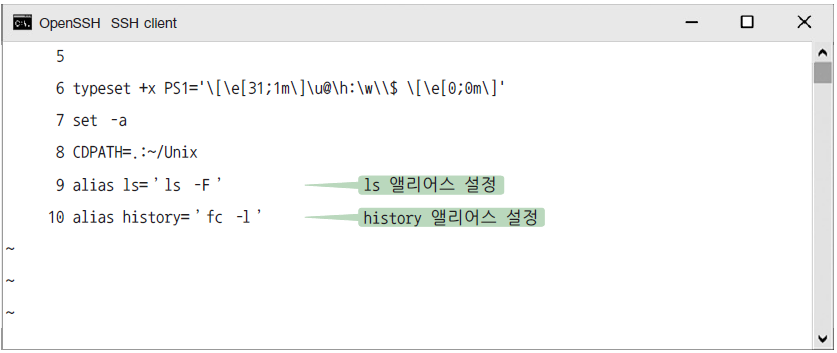 OpenSSH SSH client
5
6 typeset +x PS1='\[\e[31;1m\]\u@\h:\w\\$ \[\e[0;0m\]'
7 set -a
8 CDPATH=.:~/Unix
9 alias ls=’ls -F’ ls 앨리어스 설정
10 alias history=’fc -l’ history 앨리어스 설정
~
~
~